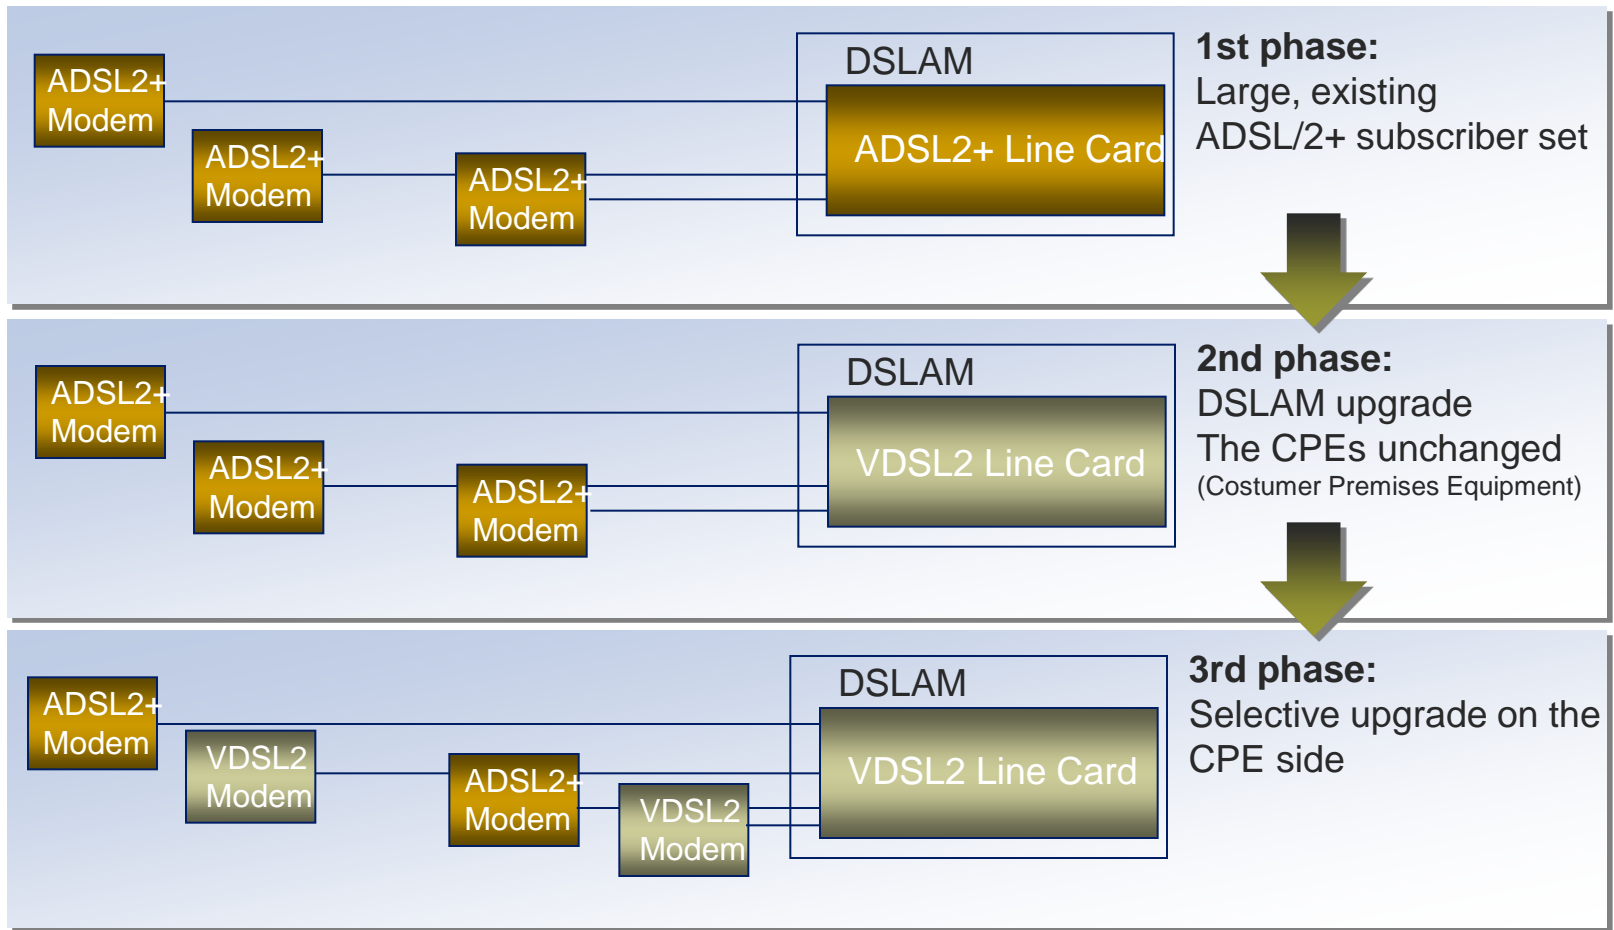 ADSL2+
Modem
ADSL2+
Modem
ADSL2+
Modem
DSLAM
ADSL2+ Line Card
1st phase:
Large, existing
ADSL/2+ subscriber set
ADSL2+
Modem
ADSL2+
Modem
ADSL2+
Modem
DSLAM
VDSL2 Line Card
2nd phase:
DSLAM upgrade
The CPEs unchanged
(Costumer Premises Equipment)
ADSL2+
Modem
VDSL2
Modem
ADSL2+
Modem
VDSL2
Modem
DSLAM
VDSL2 Line Card
3rd phase:
Selective upgrade on the
CPE side